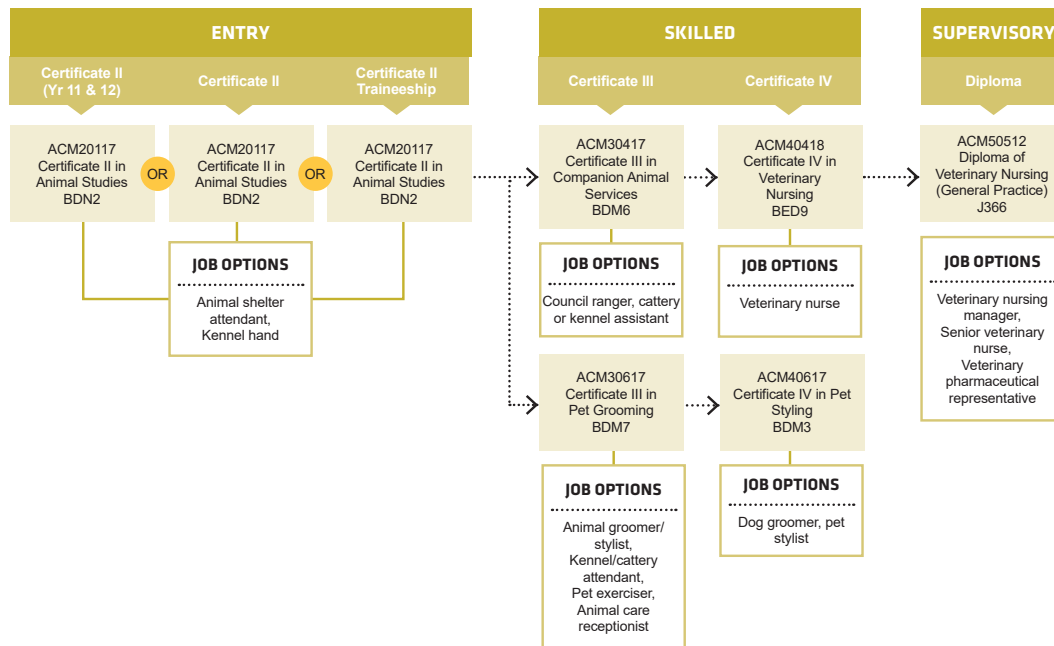 ENTRY
SKILLED
SUPERVISORY
Certificate II
(Yr 11 & 12)
Certificate II
Certificate II
Traineeship
Certificate III
Certificate IV
Diploma
ACM20117
Certificate II in
Animal Studies
BDN2
OR
ACM20117
Certificate II in
Animal Studies
BDN2
OR
ACM20117
Certificate II in
Animal Studies
BDN2
ACM30417
Certificate III in
Companion Animal
Services
BDM6
ACM40418
Certificate IV in
Veterinary
Nursing
BED9
ACM50512
Diploma of
Veterinary Nursing
(General Practice)
J366
JOB OPTIONS
Animal shelter
attendant,
Kennel hand
JOB OPTIONS
Council ranger, cattery
or kennel assistant
JOB OPTIONS
Veterinary nurse
JOB OPTIONS
Veterinary nursing
manager,
Senior veterinary
nurse,
Veterinary
pharmaceutical
representative
ACM30617
Certificate III in
Pet Grooming
BDM7
ACM40617
Certificate IV in Pet
Styling
BDM3
JOB OPTIONS
Animal groomer/
stylist,
Kennel/cattery
attendant,
Pet exerciser,
Animal care
receptionist
JOB OPTIONS
Dog groomer, pet
stylist